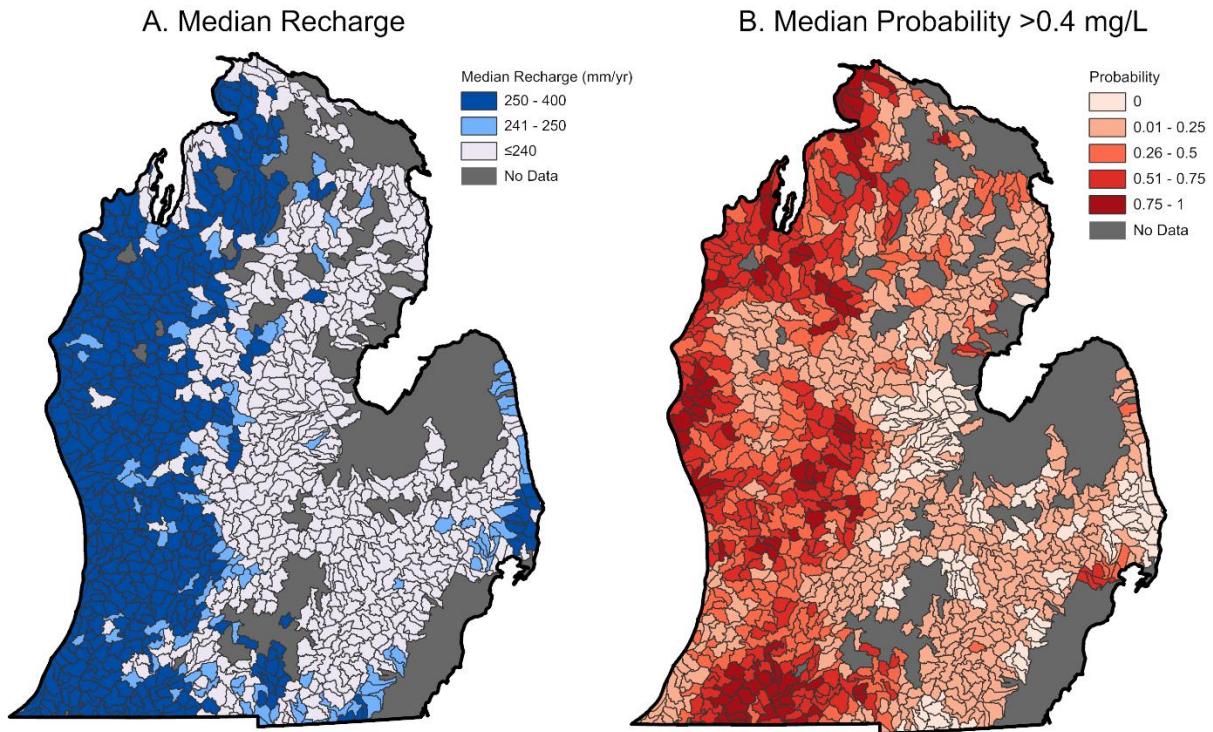 A. Median Recharge
Median Recharge (mm/yr)
250 - 400
241 - 250
≤240
No Data
B. Median Probability >0.4 mg/L
Probability
0
0.01 - 0.25
0.26 - 0.5
0.51 - 0.75
0.75 - 1
No Data